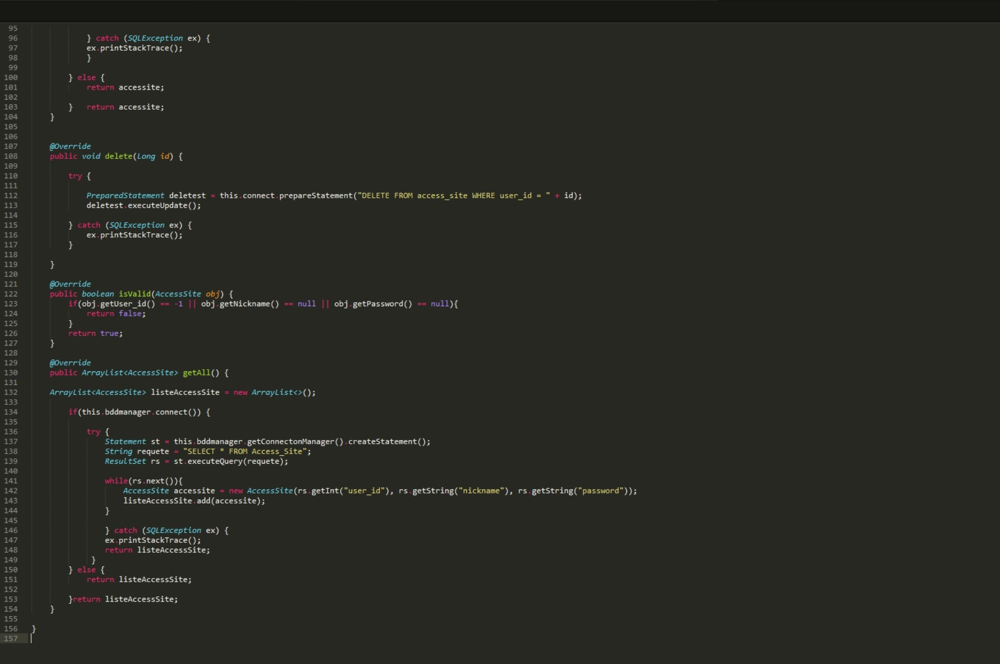 95
96 } catch (SQLException ex) {
97 ex.printStackTrace();
98 }
99
100 } else {
101 return accessite;
102
103 } return accessite;
104 }
105
106
107 @Override
108 public void delete(Long id) {
109
110 try {
111
112 PreparedStatement deletest = this.connect.prepareStatement("DELETE FROM access_site WHERE user_id = " + id);
113 deletest.executeUpdate();
114
115 } catch (SQLException ex) {
116 ex.printStackTrace();
117 }
118
119 }
120
121 @Override
122 public boolean isValid(AccessSite obj) {
123 if(obj.getUser_id() == -1 || obj.getNickname() == null || obj.getPassword() == null){
124 return false;
125 }
126 return true;
127 }
128
129 @Override
130 public ArrayList<AccessSite> getAll() {
131
132 ArrayList<AccessSite> listeAccessSite = new ArrayList<>();
133
134 if(this.bddmanager.connect()) {
135
136 try {
137 Statement st = this.bddmanager.getConnectonManager().createStatement();
138 String requete = "SELECT * FROM Access_Site";
139 ResultSet rs = st.executeQuery(requete);
140
141 while(rs.next()){
142 AccessSite accessite = new AccessSite(rs.getInt("user_id"), rs.getString("nickname"), rs.getString("password"));
143 listeAccessSite.add(accessite);
144 }
145
146 } catch (SQLException ex) {
147 ex.printStackTrace();
148 return listeAccessSite;
149 }
150 } else {
151 return listeAccessSite;
152
153 }return listeAccessSite;
154 }
155
156 }
157